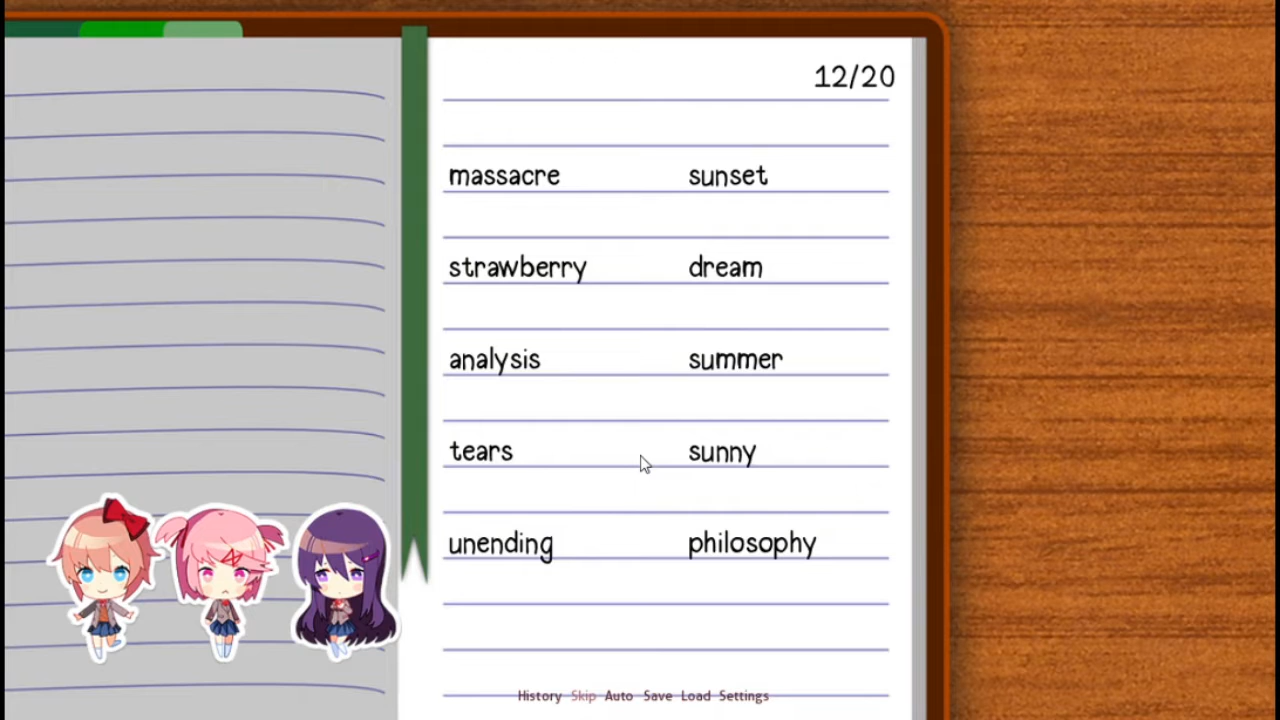 12/20
massacre sunset
strawberry dream
analysis summer
tears sunny
unending philosophy
History Skip Auto Save Load Settings